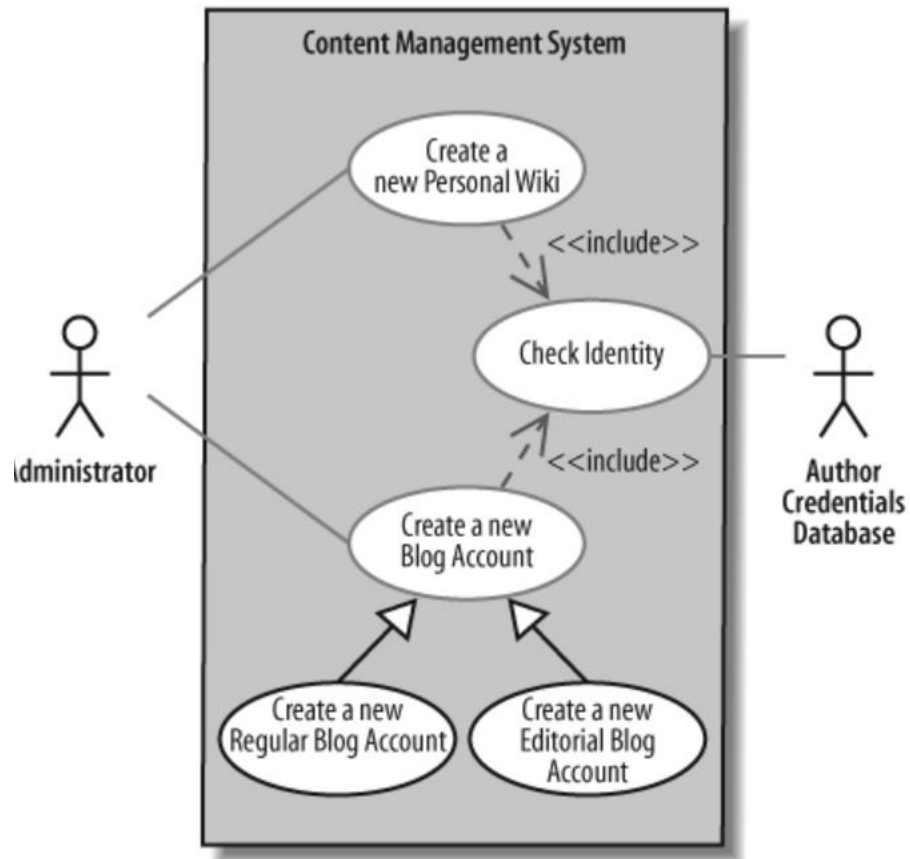 Content Management System
Create a
new Personal Wiki
<<include>>
Check Identity
<<include>>
Administrator
Author
Credentials
Database
Create a new
Blog Account
Create a new
Regular Blog Account
Create a new
Editorial Blog
Account